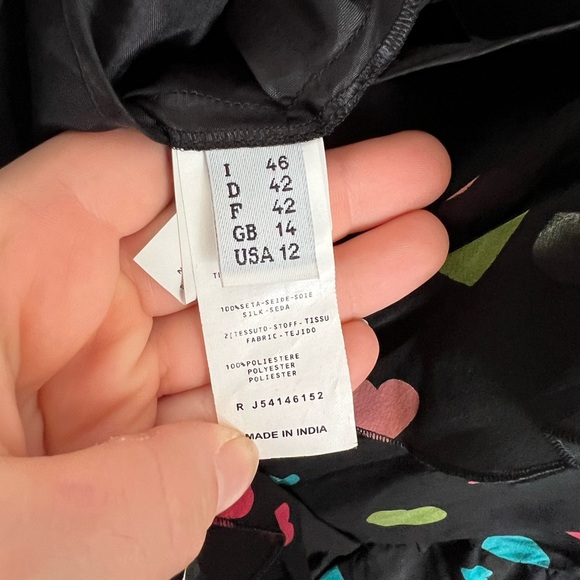 I 46
D 42
F 42
GB 14
USA 12
100%SETA-SEIDE-SOIE
SILK-SEDA
2(TESSUTO-STOFF-TISSU
FABRIC-TEJIDO
100%POLIESTERE
POLYESTER
POLIESTER
R J54146152
MADE IN INDIA